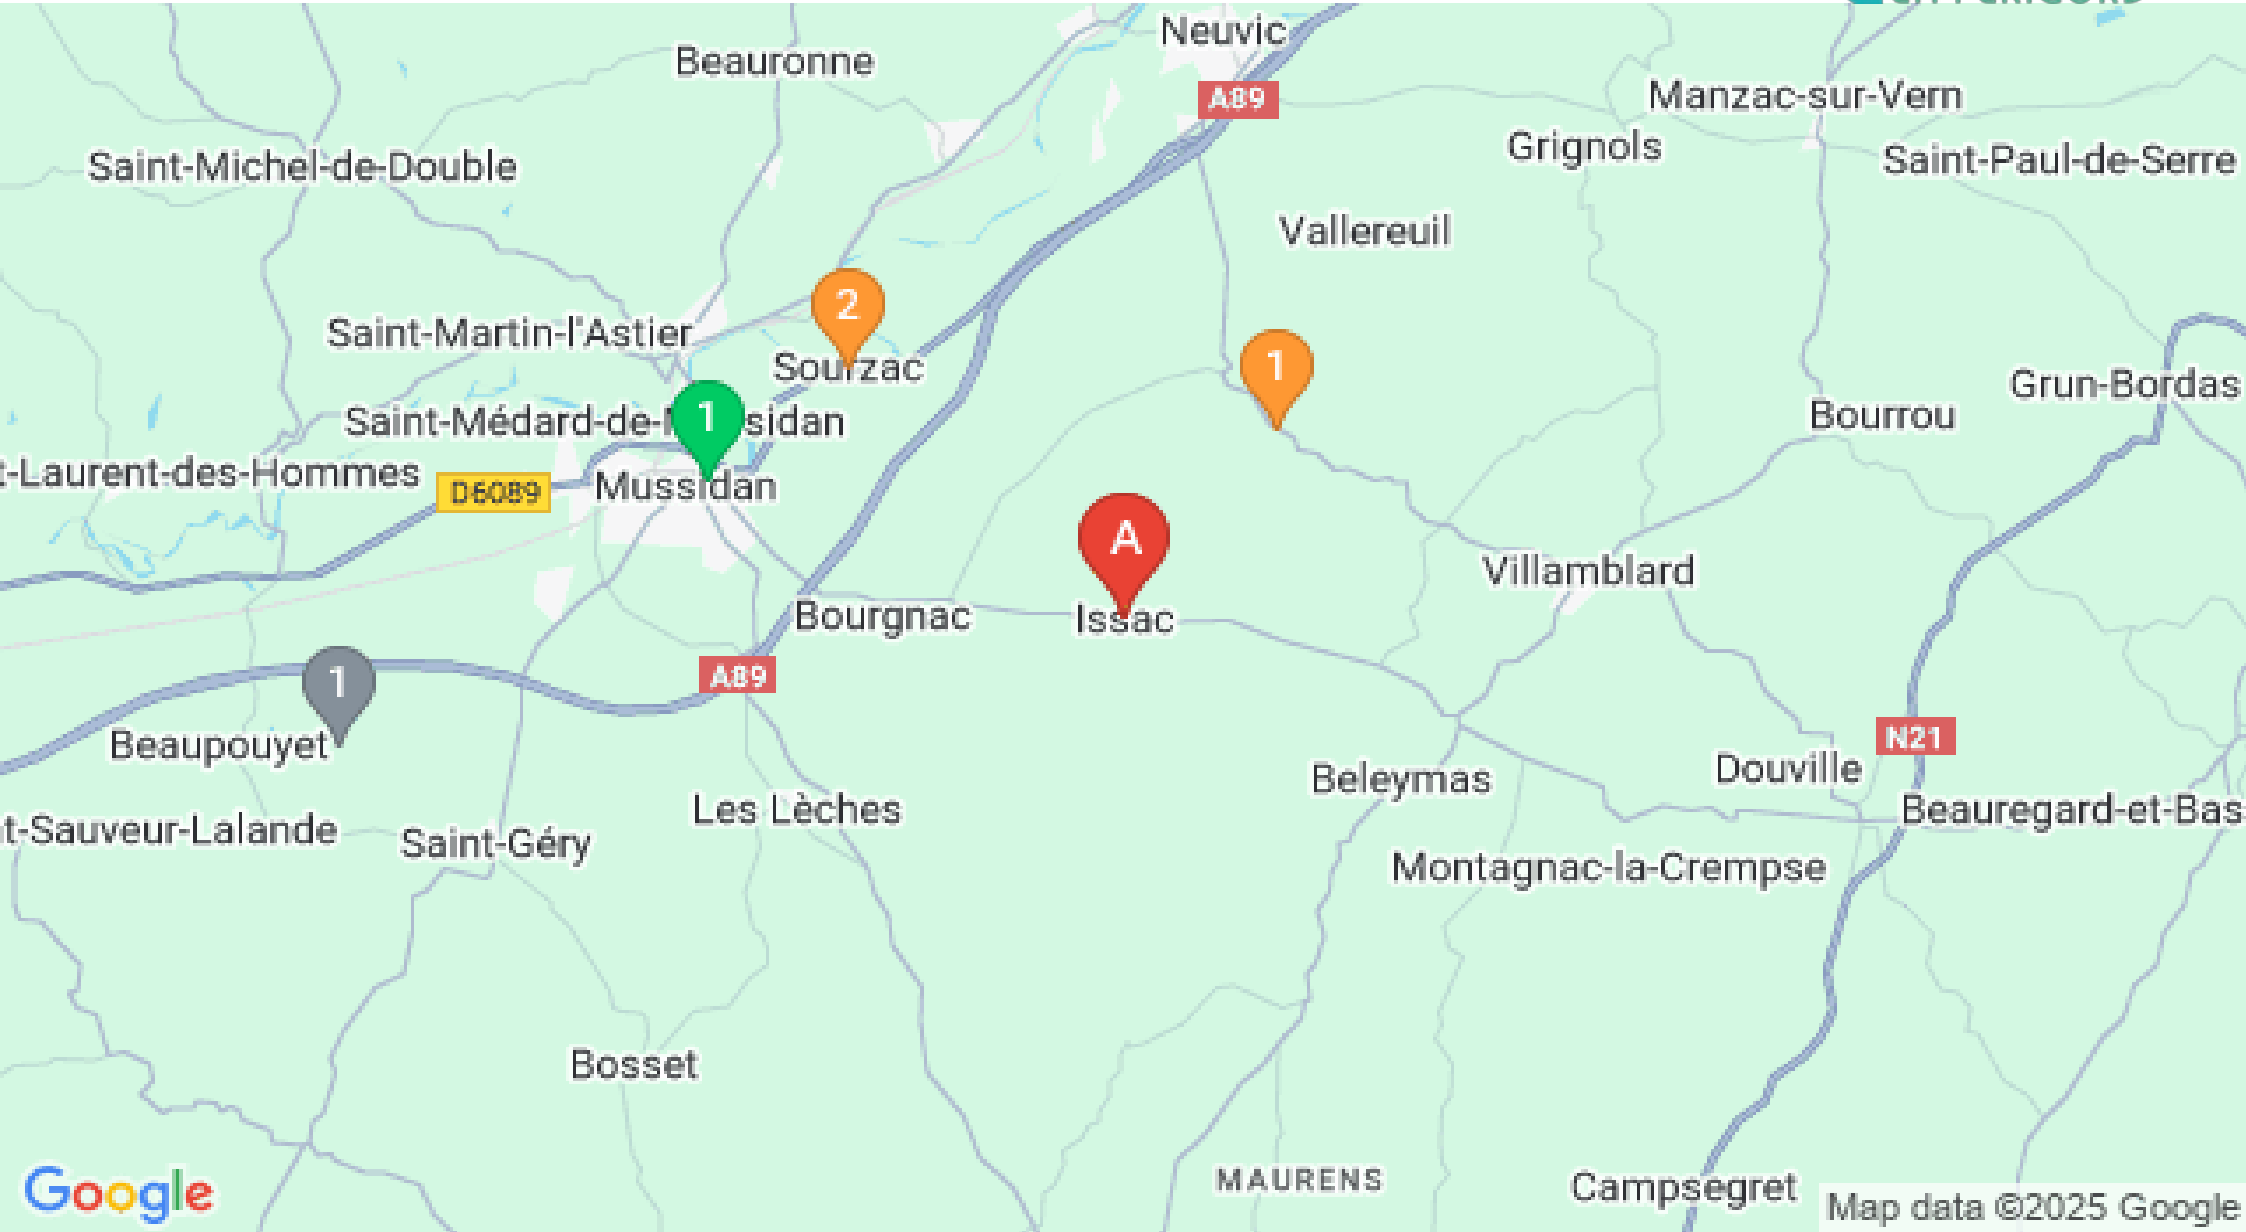 Neuvic
Beauronne
A89
Manzac-sur-Vern
Grignols
Saint-Michel-de-Double
Saint-Paul-de-Serre
Vallereuil
2
Saint-Martin-l'Astier
Sourzac
1
Grun-Bordas
1
Saint-Médard-de-M sidan
Bourrou
t-Laurent-des-Hommes
D6089
Mussidan
A
Villamblard
Bourgnac
Issac
A89
1
Beaupouyet
N21
Beleymas
Douville
Les Lèches
Beauregard-et-Bas
t-Sauveur-Lalande
Saint-Géry
Montagnac-la-Crempse
Bosset
MAURENS
Campsegret
Google
Map data ©2025 Google